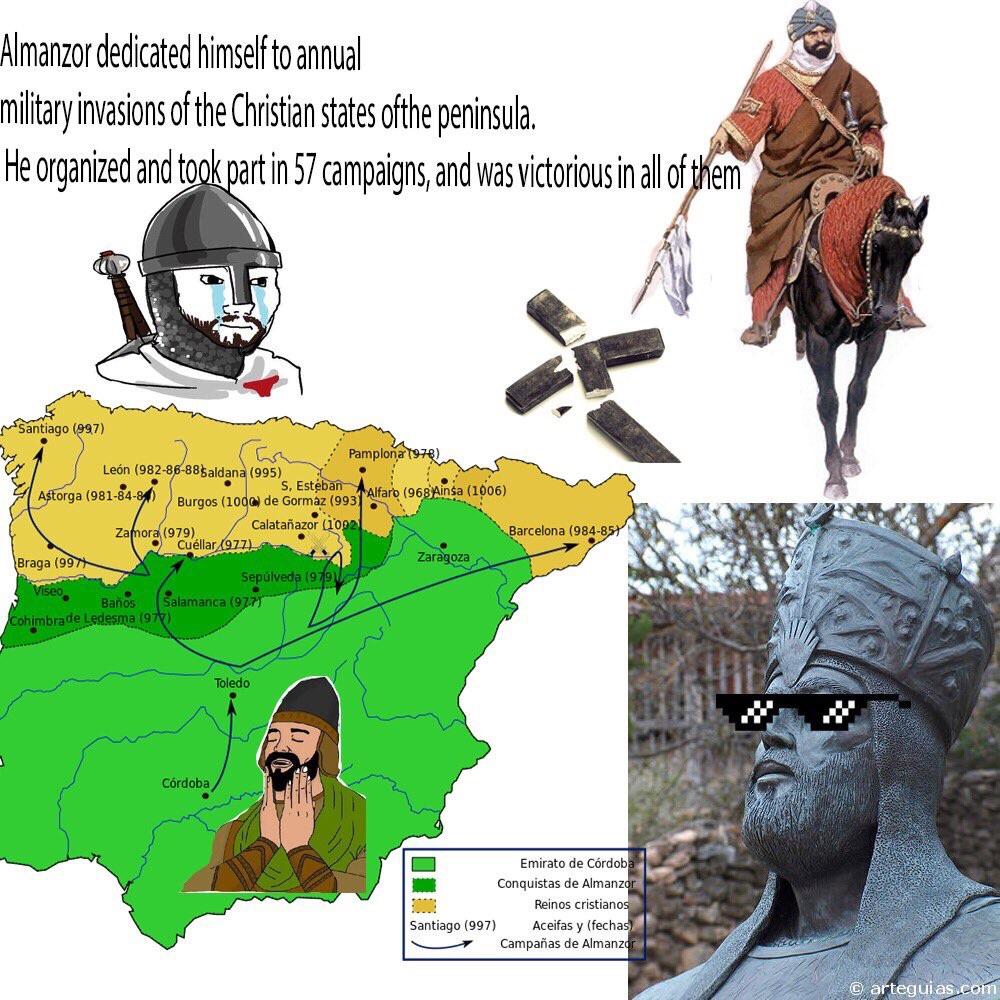 Almanzor dedicated himself to annual
military invasions of the Christian states ofthe peninsula.
He organized and took part in 57 campaigns, and was victorious in all of them
Santiago (997)
Pamplona (978)
León (982-86-88)
Saldana (995)
Astorga (981-84-8
S, Esteban
de Gormaz (993)
Burgos (1000)
Alfaro (968)
Ainsa (1006)
Calatañazor (1002)
Barcelona (984-85)
Zamora (979)
Cuéllar (977)
Zaragoza
Braga (997)
Sepúlveda (979)
Viseo
Baños
de Ledesma (977)
Salamanca (977)
Cohimbra
Toledo
Córdoba
Emirato de Córdoba
Conquistas de Almanzor
Reinos cristianos
Santiago (997) Aceifas y (fechas)
Campañas de Almanzor
© arteguias.com